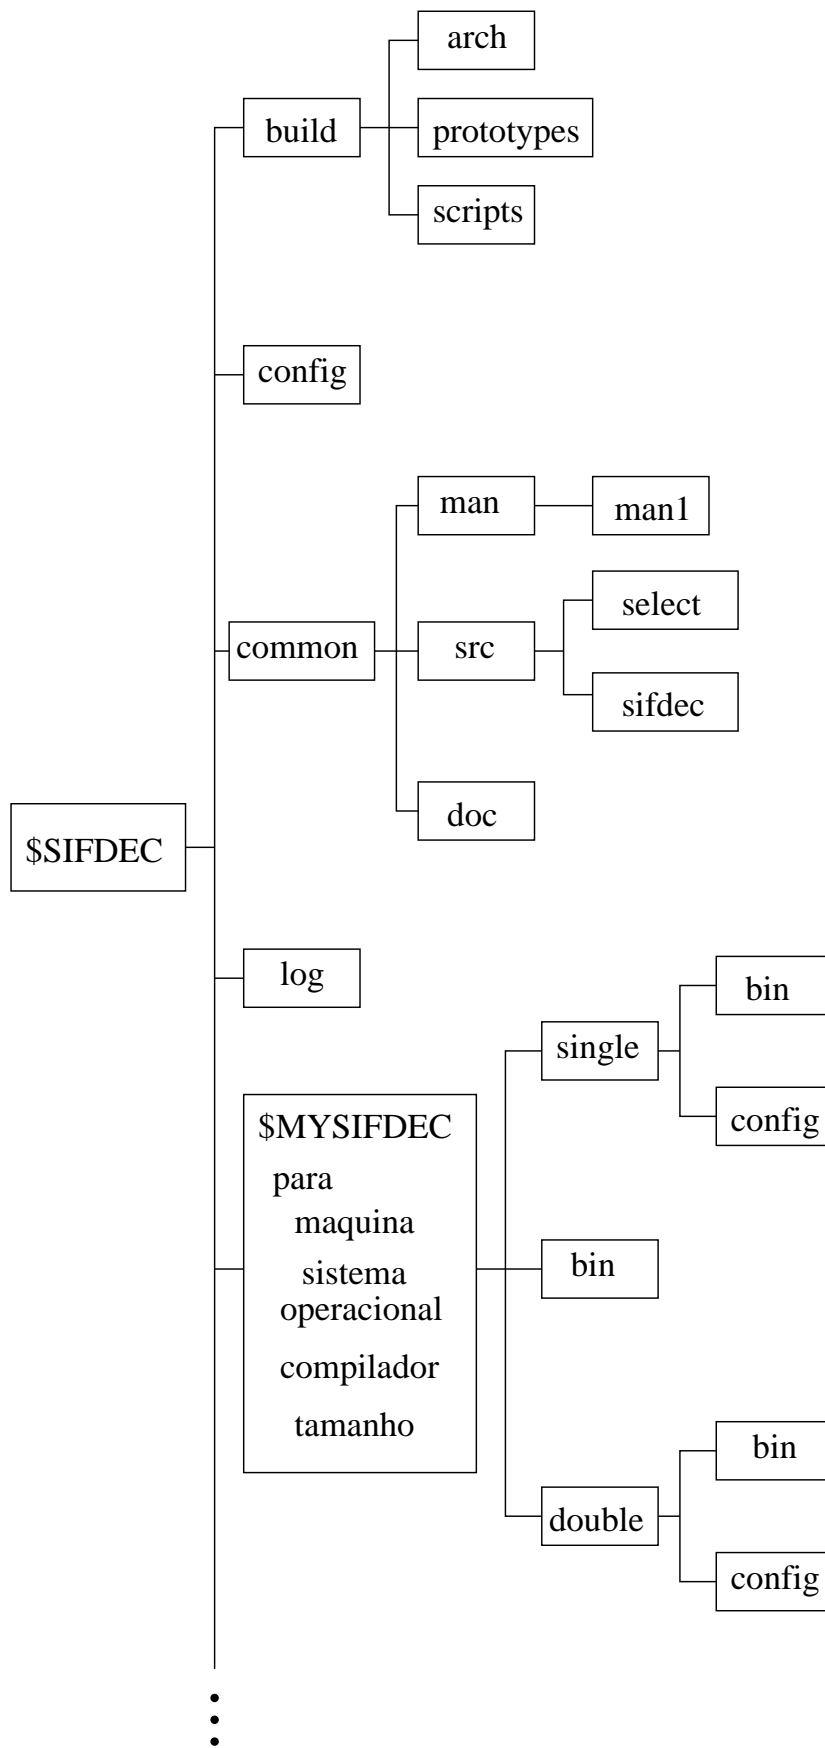 arch
build
prototypes
scripts
config
man
man1
select
common
src
sifdec
doc
$SIFDEC
log
bin
single
config
$MYSIFDEC
para
maquina
sistema
operacional
compilador
tamanho
bin
bin
double
config